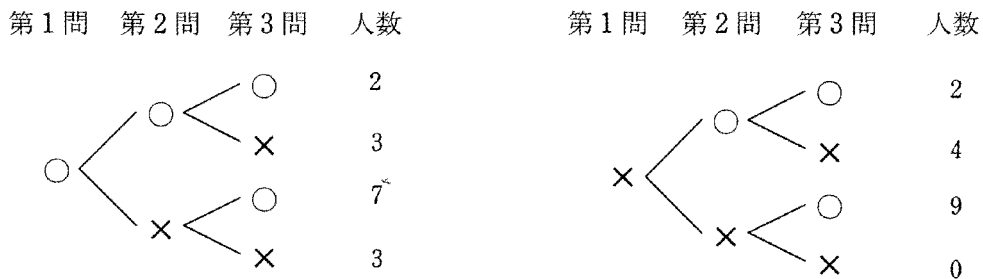 第1問 第2問 第3問 人数 第1問 第2問 第3問 人数
○ 2 ○ 2
○ ○
× 3 × 4
○ ×
○ 7 ○ 9
× ×
× 3 × 0